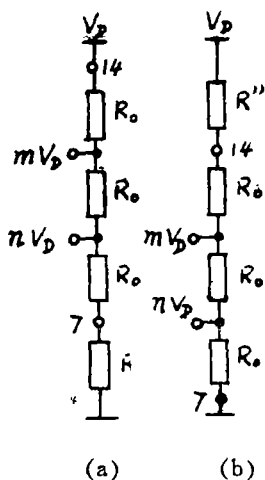 V_D V_D
14
R₀ R"
mV_D 14
R₀ R₀
nV_D mV_D
R₀ R₀
7 nV_D
R R₀
7
(a) (b)